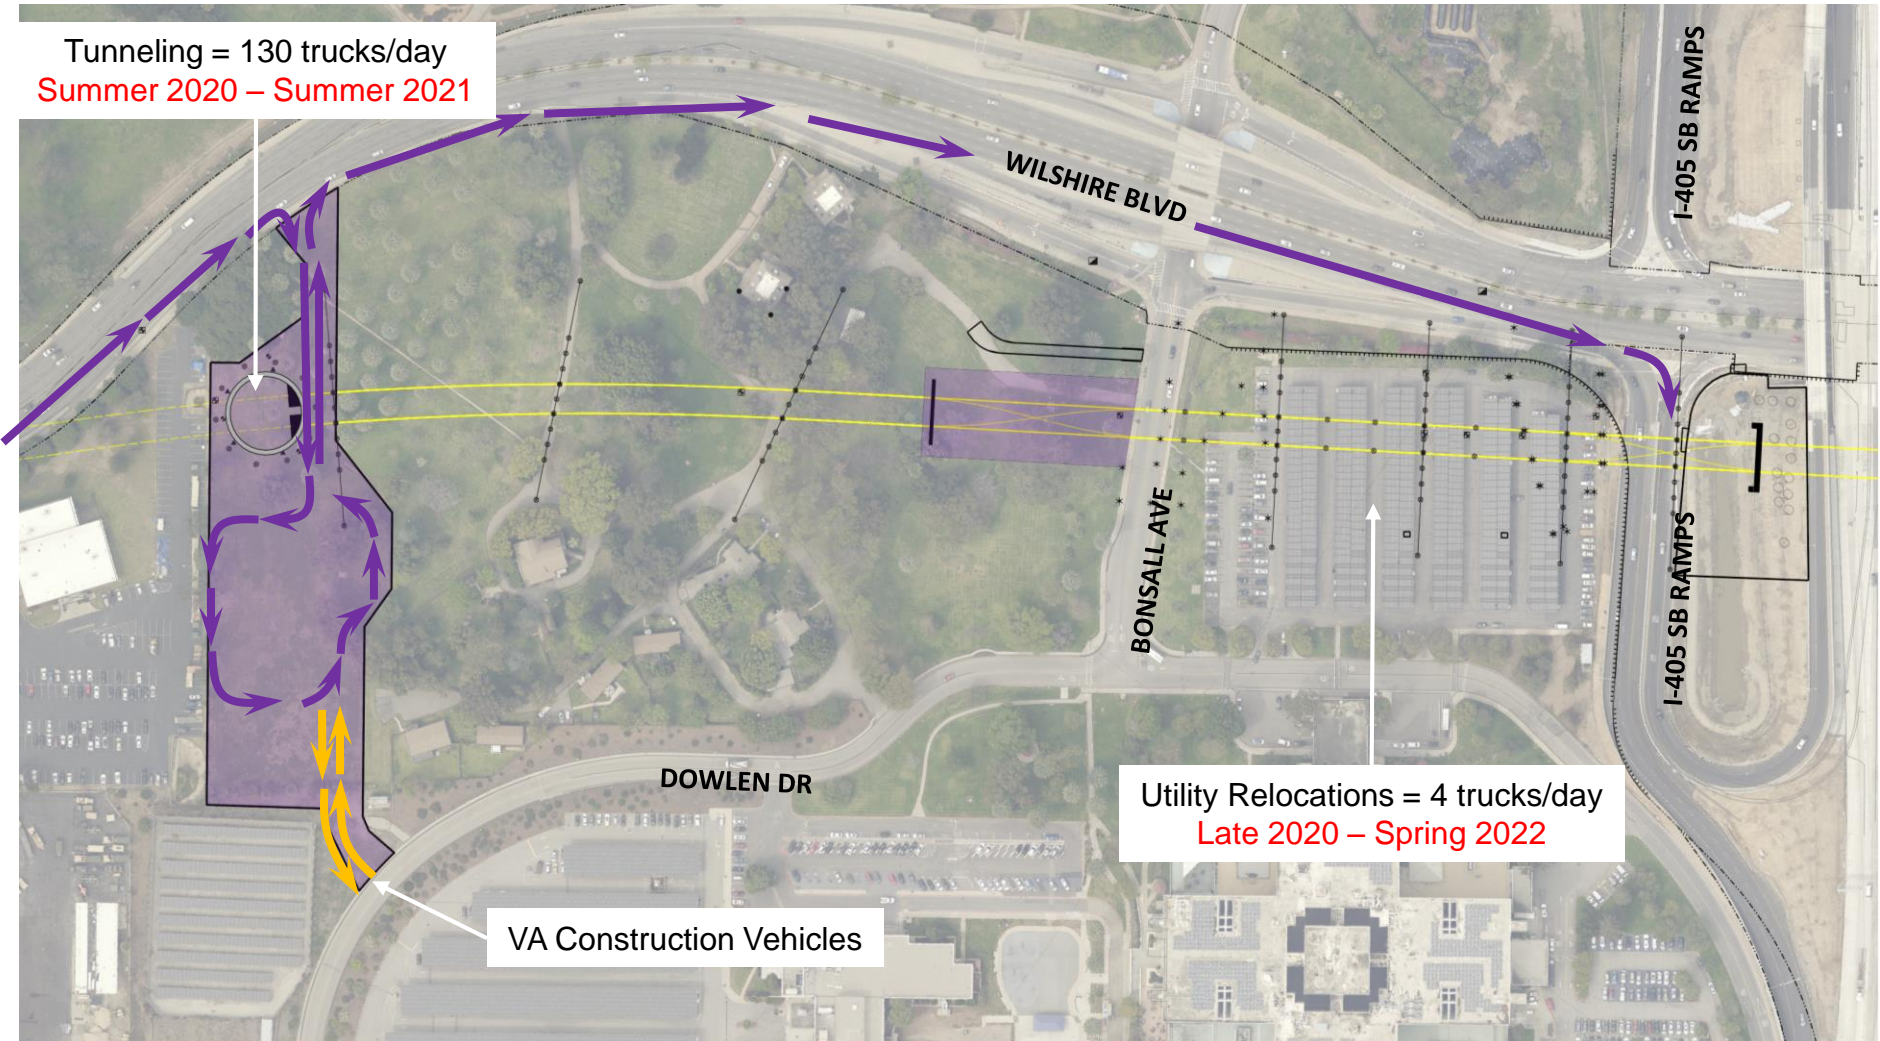 Tunneling = 130 trucks/day
Summer 2020 – Summer 2021
I-405 SB RAMPS
WILSHIRE BLVD
BONSALL AVE
I-405 SB RAMPS
DOWLEN DR
Utility Relocations = 4 trucks/day
Late 2020 – Spring 2022
VA Construction Vehicles